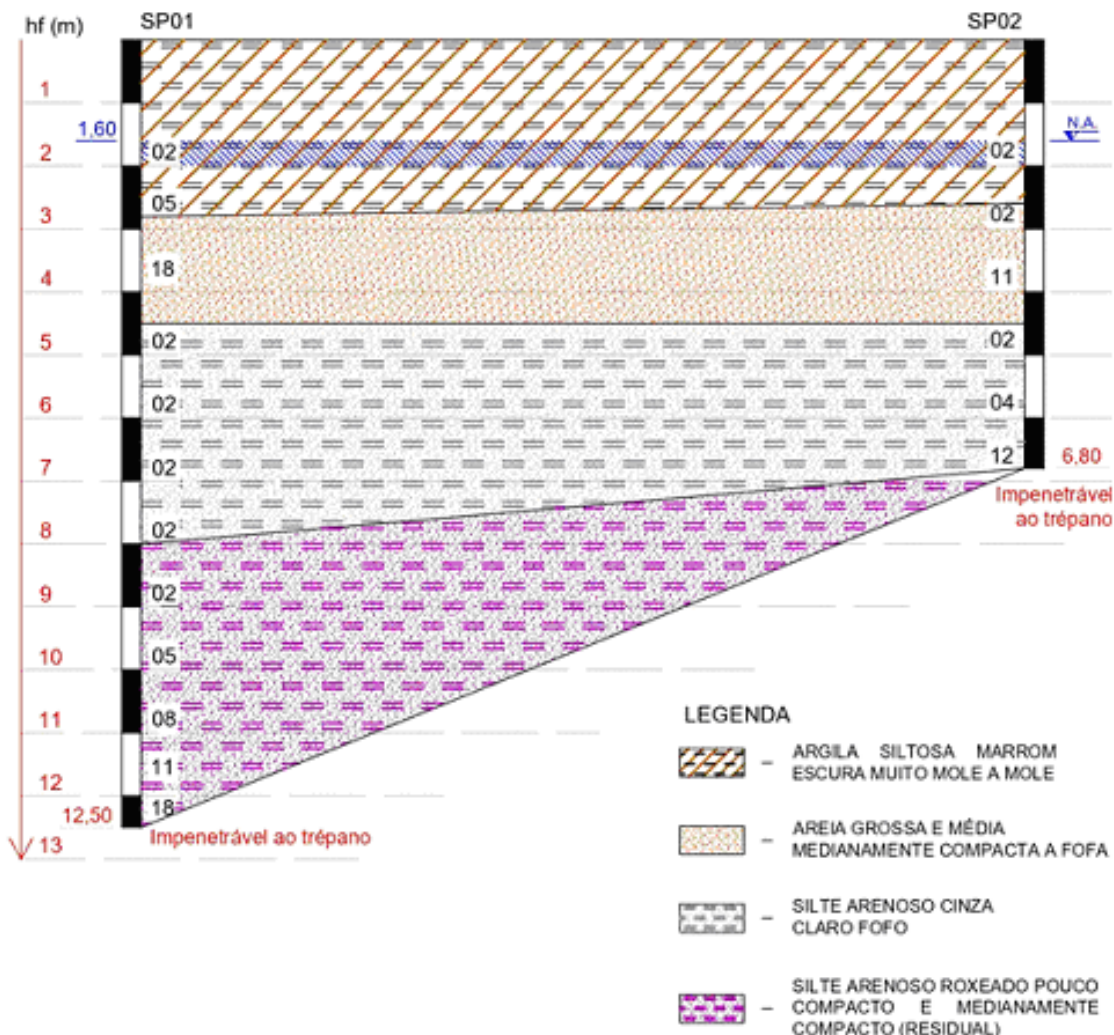 hf (m)
SP01
SP02
1
1,60
N.A.
2
02
02
3
05
02
4
18
11
5
02
02
6
02
04
7
02
12
6,80
Impenetrável
ao trépano
8
02
9
02
10
05
11
08
12
11
12,50
18
Impenetrável ao trépano
13
LEGENDA
– ARGILA SILTOSA MARROM
ESCURA MUITO MOLE A MOLE
– AREIA GROSSA E MÉDIA
MEDIANAMENTE COMPACTA A FOFA
– SILTE ARENOSO CINZA
CLARO FOFO
– SILTE ARENOSO ROXEADO POUCO
COMPACTO E MEDIANAMENTE
COMPACTO (RESIDUAL)